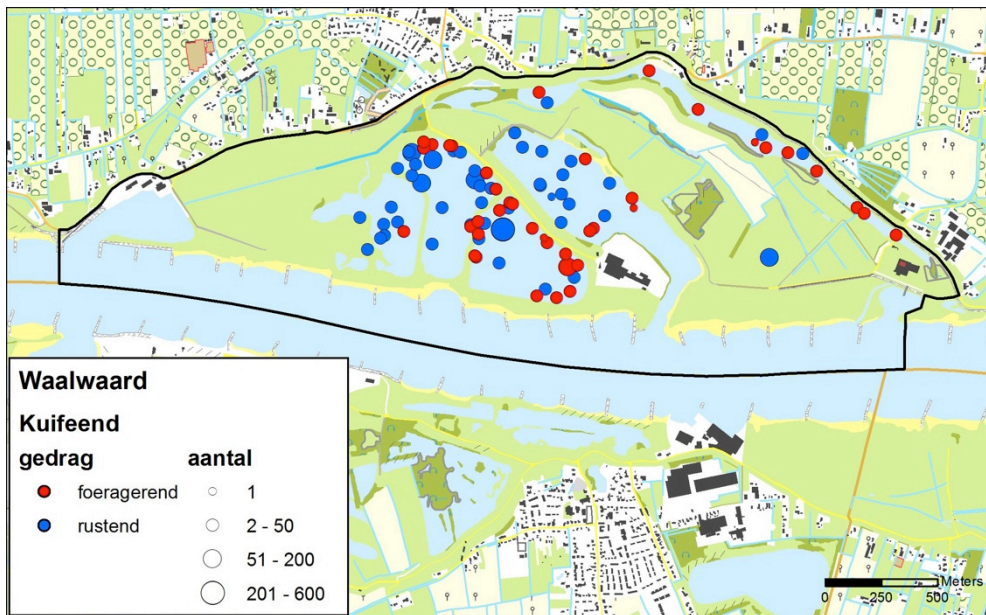 Waalwaard
Kuifeend
gedrag aantal
foeragerend 1
rustend 2 - 50
51 - 200
201 - 600
Meters
0 250 500